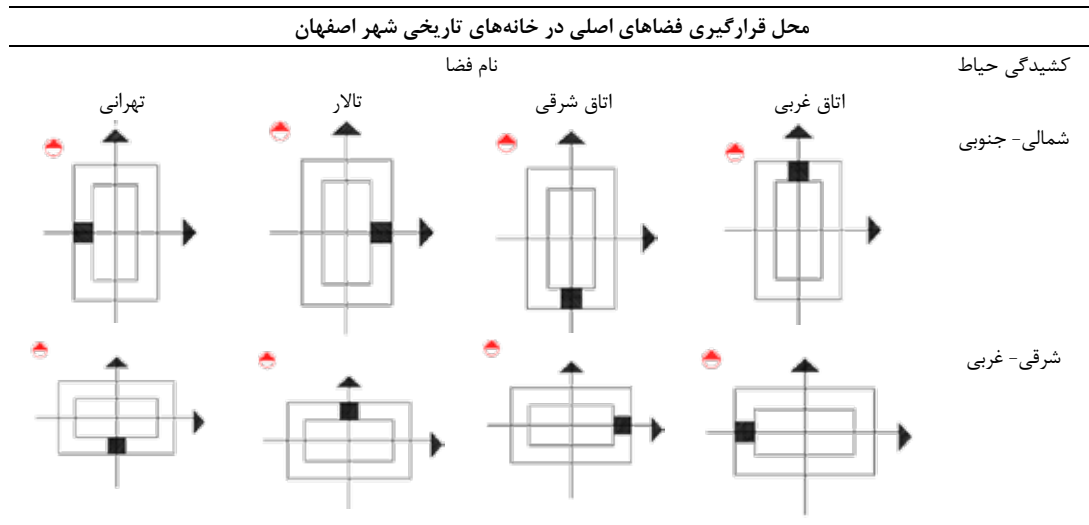 محل قرارگیری فضاهای اصلی در خانه‌های تاریخی شهر اصفهان
کشیدگی حیاط نام فضا
اتاق غربی اتاق شرقی تالار تهرانی
شمالی- جنوبی
شرقی- غربی